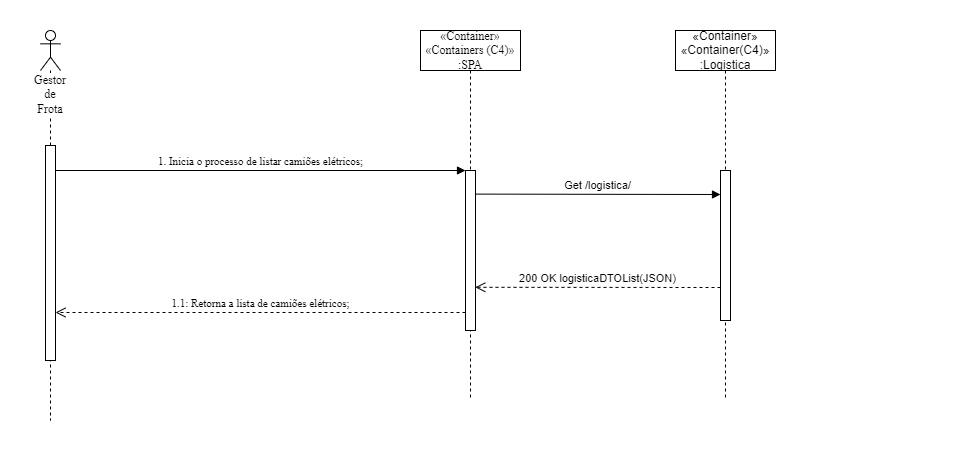 Gestor
de
Frota
«Container»
«Containers (C4)»
:SPA
«Container»
«Container(C4)»
:Logistica
1. Inicia o processo de listar camiões elétricos;
Get /logistica/
200 OK logisticaDTOList(JSON)
1.1: Retorna a lista de camiões elétricos;